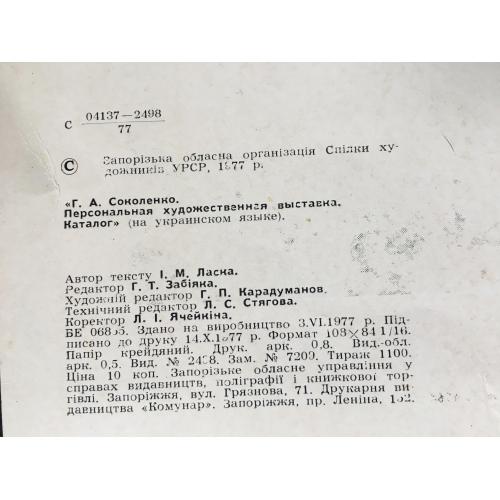 С 04137—2498
77
© Запорізька обласна організація Спілки ху-
дожників УРСР, 1977 р.
«Г. А. Соколенко.
Персональная художественная выставка.
Каталог» (на украинском языке).
Автор тексту І. М. Ласка.
Редактор Г. Т. Забіяка.
Художній редактор Г. П. Карадуманов.
Технічний редактор Л. С. Стягова.
Коректор Л. І. Ячейкіна.
БЕ Здано на виробництво 3.VI.1977 р. Під-
писано до друку 14.X.1977 р. Формат 108×84 1/16.
Папір крейдяний. Друк. арк. 0,8. Вид.-обл.
арк. 0,5. Вид. № 2498. Зам. № 7209. Тираж 1100.
Ціна 10 коп. Запорізьке обласне управління у
справах видавництв, поліграфії і книжкової тор-
гівлі. Запоріжжя, вул. Грязнова, 71. Друкарня ви-
давництва «Комунар». Запоріжжя, пр. Леніна, 152.